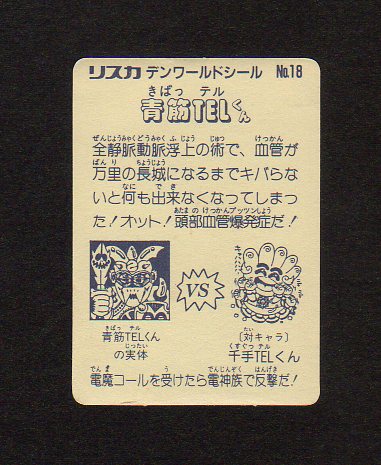 リスカ デンワールドシール No.18
きばっ テル
青筋TELくん
ぜんじょうみゃくどうみゃく ふ じょう じゅつ けっかん
全静脈動脈浮上の術で、血管が
ばんり ちょうじょう
万里の長城になるまでキバらな
なに でき
いと何も出来なくなってしまっ
あたまの けっかんプッツンしょう
た!オット!頭部血管爆発症だ!
VS
きばっ テル
青筋TELくん
じったい
の実体
たい
〔対キャラ〕
くすぐっ テル
千手TELくん
でんま う でんじんぞく はんげき
電魔コールを受けたら電神族で反撃だ!